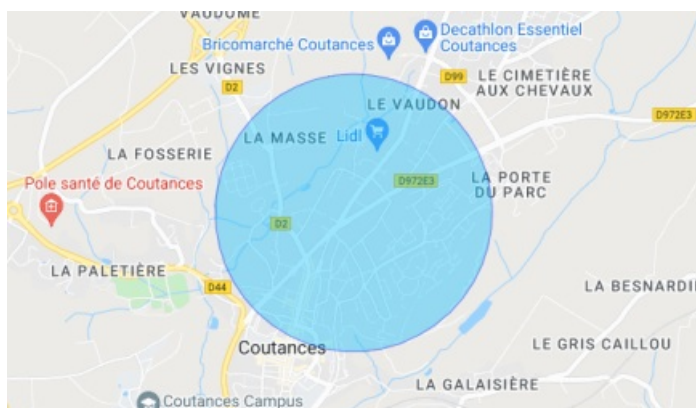 VAUDÔME
Decathlon Essentiel
Coutances
Bricomarché Coutances
LES VIGNES
D99
LE CIMETIÈRE
AUX CHEVAUX
D2
LE VAUDON
D972E3
LA MASSE
Lidl
LA FOSSERIE
D972E3
LA PORTE
DU PARC
Pole santé de Coutances
D2
LA PALETIÈRE
D44
LA BESNARDI
Coutances
LE GRIS CAILLOU
LA GALAISIÈRE
Coutances Campus